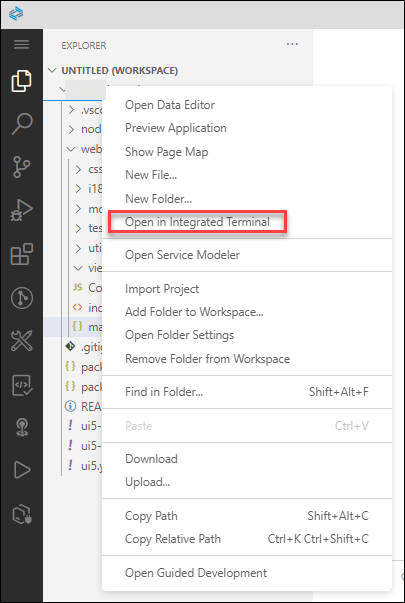 EXPLORER
UNTITLED (WORKSPACE)
.vsc
nod
web
css
i18
mo
tes
uti
vie
JS Co
<> ind
{ } ma
.gitig
{ } pack
{ } pack
REA
! ui5-
! ui5-
! ui5.y
Open Data Editor
Preview Application
Show Page Map
New File...
New Folder...
Open in Integrated Terminal
Open Service Modeler
Import Project
Add Folder to Workspace...
Open Folder Settings
Remove Folder from Workspace
Find in Folder... Shift+Alt+F
Paste Ctrl+V
Download
Upload...
Copy Path Shift+Alt+C
Copy Relative Path Ctrl+K Ctrl+Shift+C
Open Guided Development